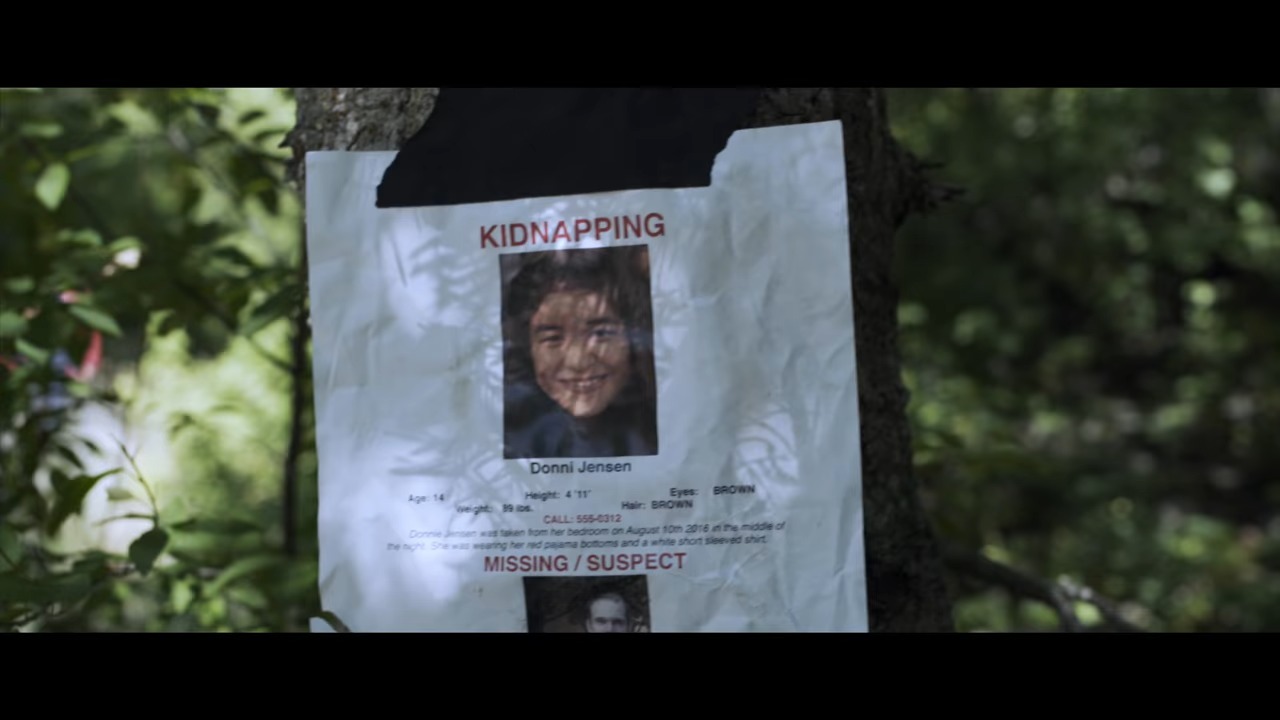 KIDNAPPING
Donni Jensen
Age: 14 Height: 4 '11' Eyes: BROWN
Weight: 89 lbs. Hair: BROWN
CALL: 555-0312
Donnie Jensen was taken from her bedroom on August 10th 2016 in the middle of
the night. She was wearing her red pajama bottoms and a white short sleeved shirt.
MISSING / SUSPECT